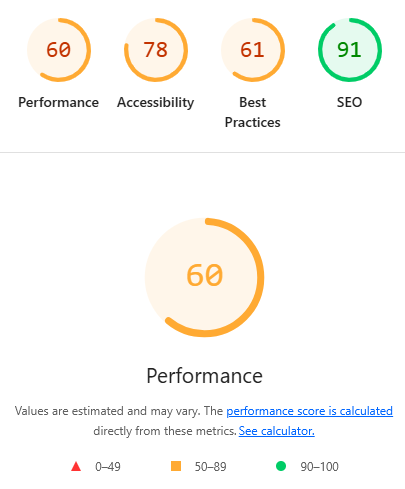 60 78 61 91
Performance Accessibility Best Practices SEO
60
Performance
Values are estimated and may vary. The performance score is calculated
directly from these metrics. See calculator.
0–49 50–89 90–100